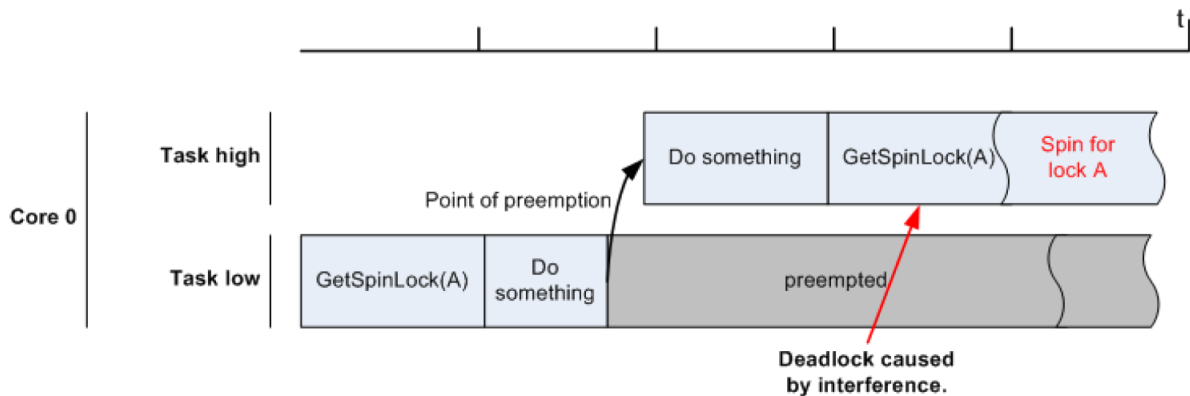 t
Task high
Do something
GetSpinLock(A)
Spin for
lock A
Point of preemption
Core 0
Task low
GetSpinLock(A)
Do
something
preempted
Deadlock caused
by interference.